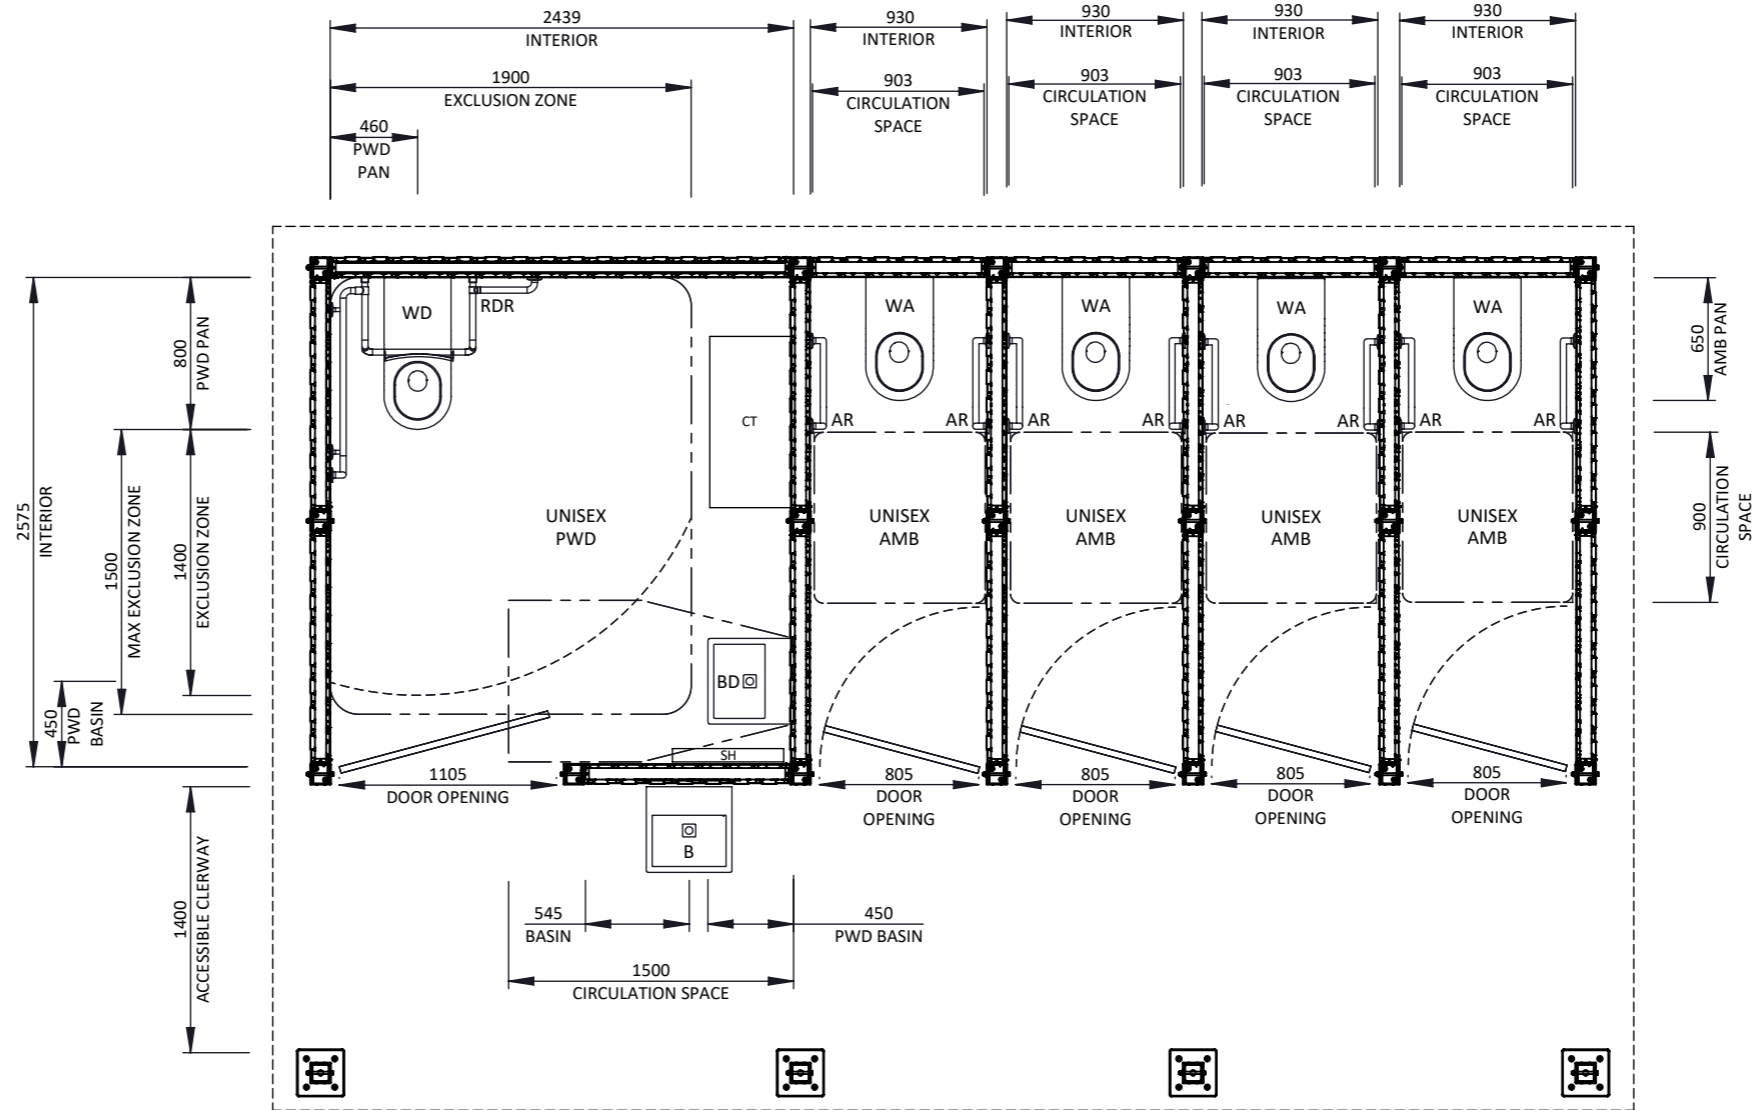 2439
INTERIOR
1900
EXCLUSION ZONE
460
PWD
PAN
930
INTERIOR
903
CIRCULATION
SPACE
930
INTERIOR
903
CIRCULATION
SPACE
930
INTERIOR
903
CIRCULATION
SPACE
930
INTERIOR
903
CIRCULATION
SPACE
2575
INTERIOR
800
PWD PAN
1500
MAX EXCLUSION ZONE
1400
EXCLUSION ZONE
450
PWD
BASIN
1400
ACCESSIBLE CLERWAY
WD
RDR
CT
UNISEX
PWD
BD
SH
WA
AR
AR
UNISEX
AMB
WA
AR
AR
UNISEX
AMB
WA
AR
AR
UNISEX
AMB
WA
AR
AR
UNISEX
AMB
650
AMB PAN
900
CIRCULATION
SPACE
1105
DOOR OPENING
805
DOOR
OPENING
805
DOOR
OPENING
805
DOOR
OPENING
805
DOOR
OPENING
B
545
BASIN
450
PWD BASIN
1500
CIRCULATION SPACE